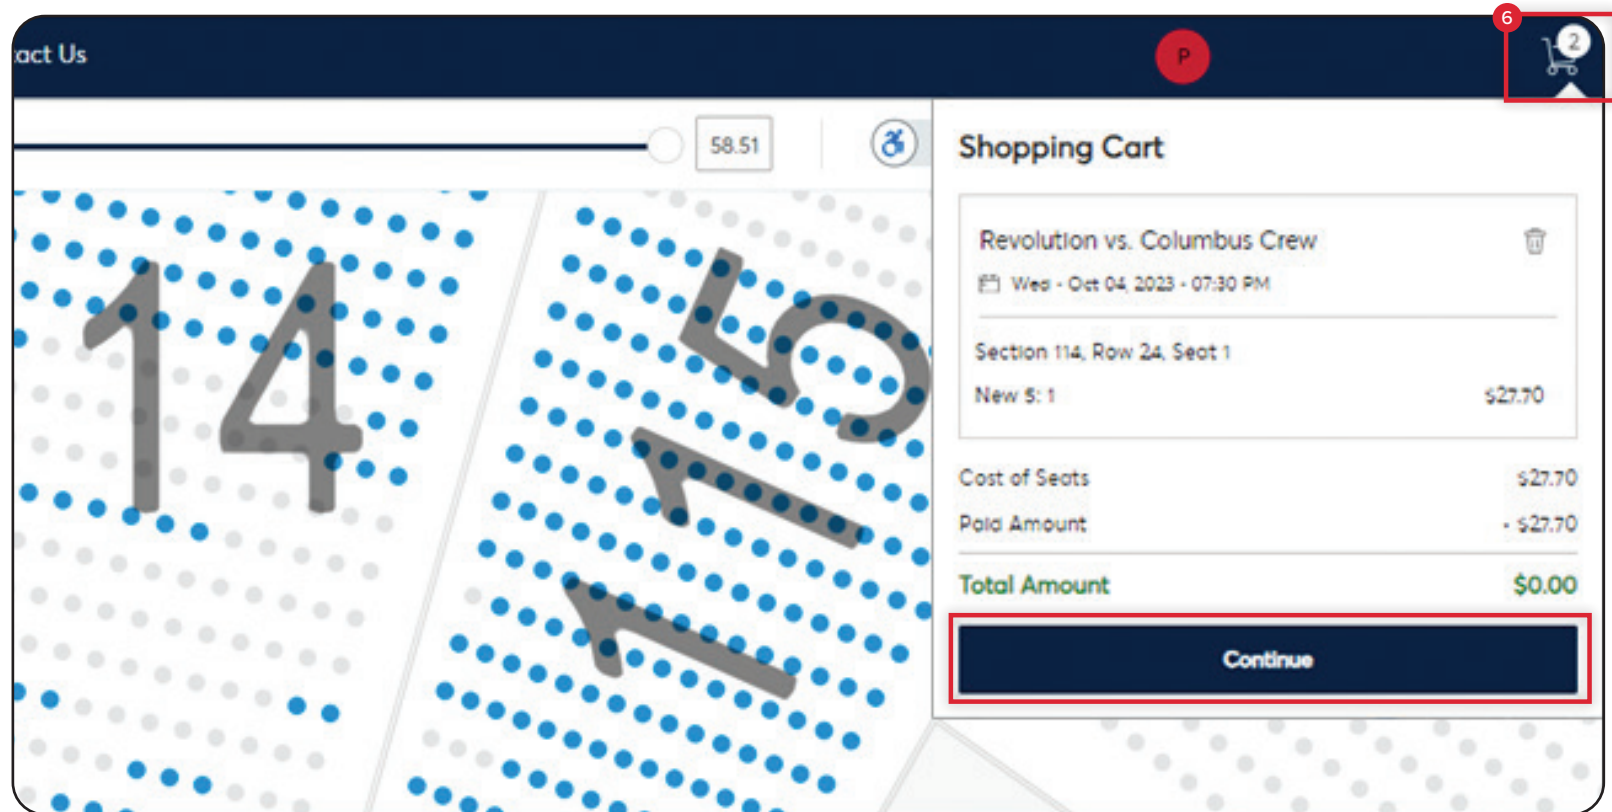 6
tact Us
P
2
58.51
Shopping Cart
Revolution vs. Columbus Crew
Wed - Oct 04, 2023 - 07:30 PM
Section 114, Row 24, Seat 1
New 5: 1 $27.70
Cost of Seats $27.70
Paid Amount - $27.70
Total Amount $0.00
Continue
14
115